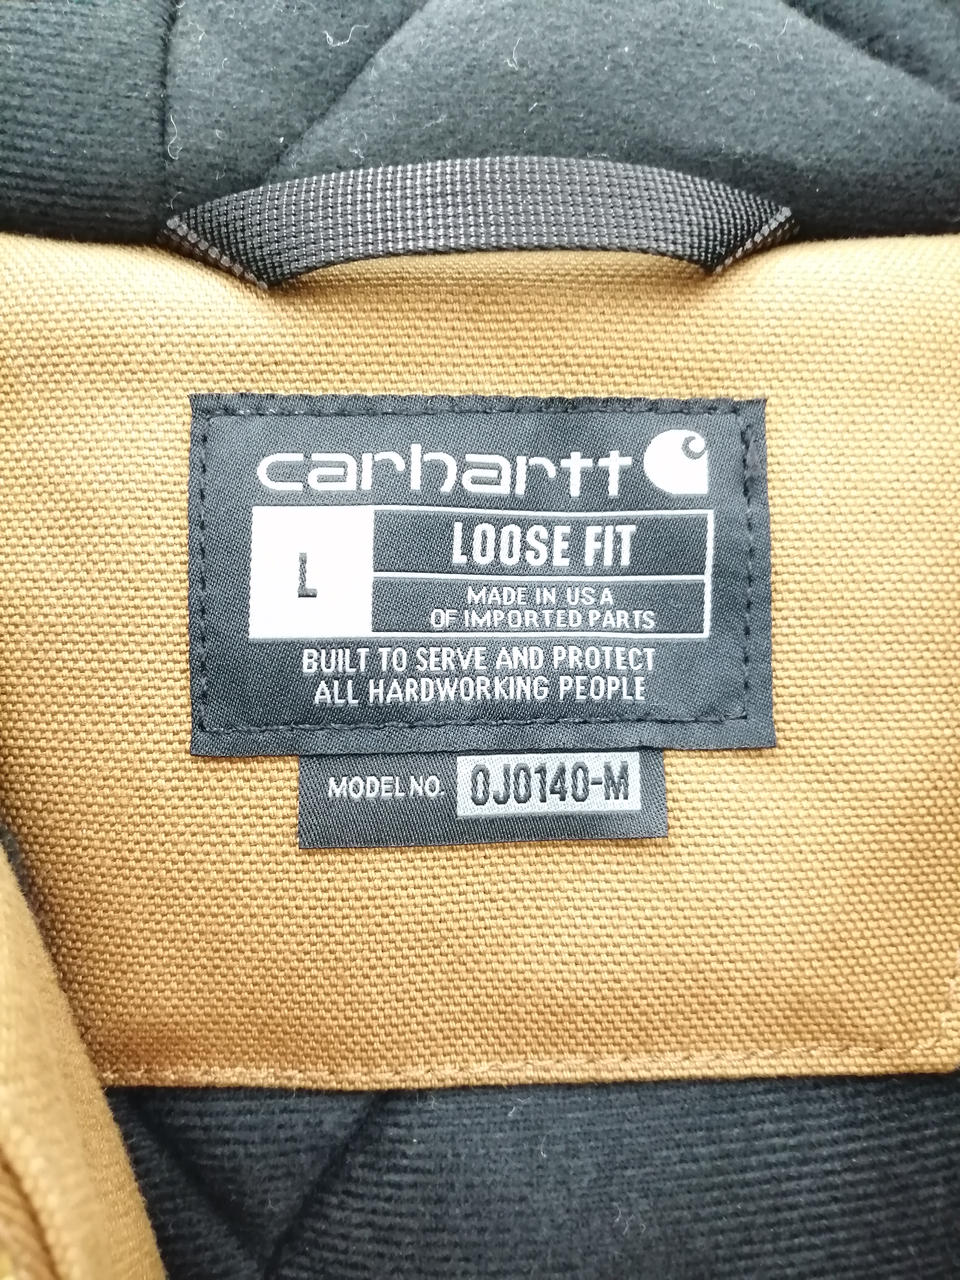 carhartt
L
LOOSE FIT
MADE IN USA
OF IMPORTED PARTS
BUILT TO SERVE AND PROTECT
ALL HARDWORKING PEOPLE
MODEL NO. 0J0140-M